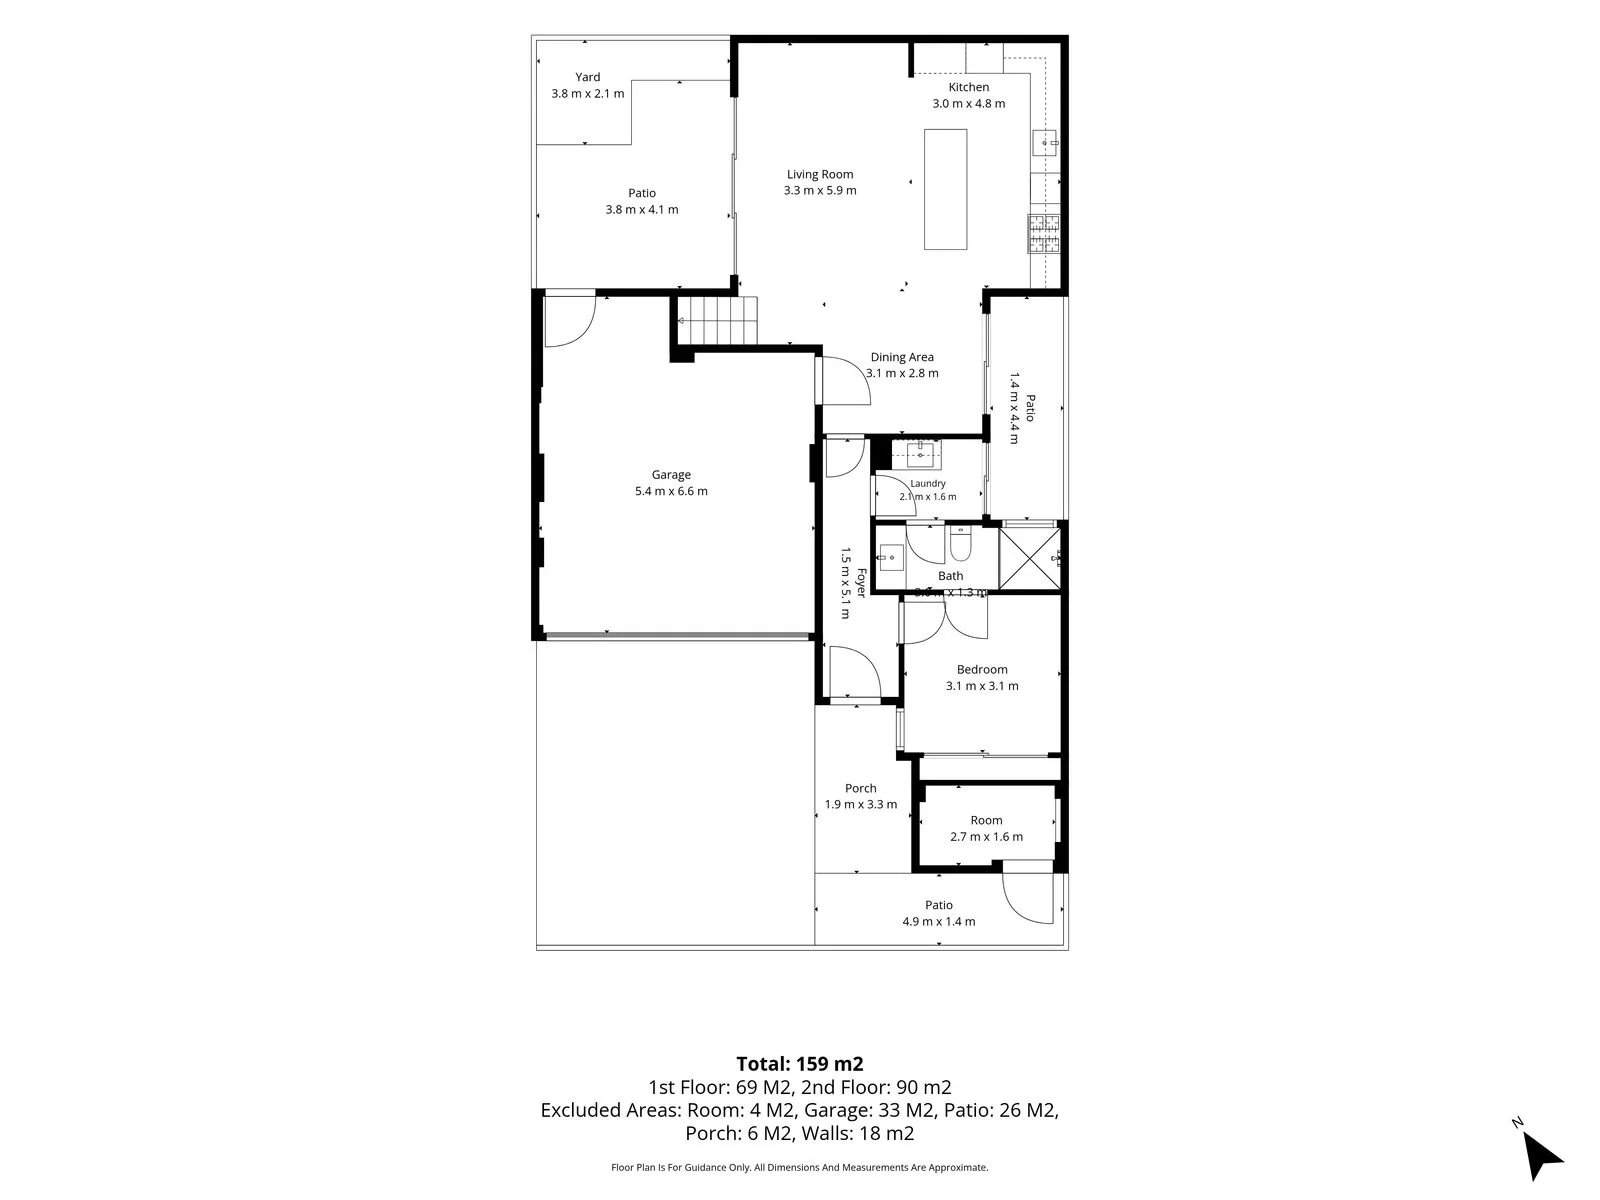 Yard
3.8 m x 2.1 m
Kitchen
3.0 m x 4.8 m
Living Room
3.3 m x 5.9 m
Patio
3.8 m x 4.1 m
Dining Area
3.1 m x 2.8 m
Patio
1.4 m x 4.4 m
Garage
5.4 m x 6.6 m
Laundry
2.1 m x 1.6 m
Foyer
1.5 m x 5.1 m
Bath
x 1.3 m
Bedroom
3.1 m x 3.1 m
Porch
1.9 m x 3.3 m
Room
2.7 m x 1.6 m
Patio
4.9 m x 1.4 m
Total: 159 m2
1st Floor: 69 M2, 2nd Floor: 90 m2
Excluded Areas: Room: 4 M2, Garage: 33 M2, Patio: 26 M2,
Porch: 6 M2, Walls: 18 m2
Floor Plan Is For Guidance Only. All Dimensions And Measurements Are Approximate.
N